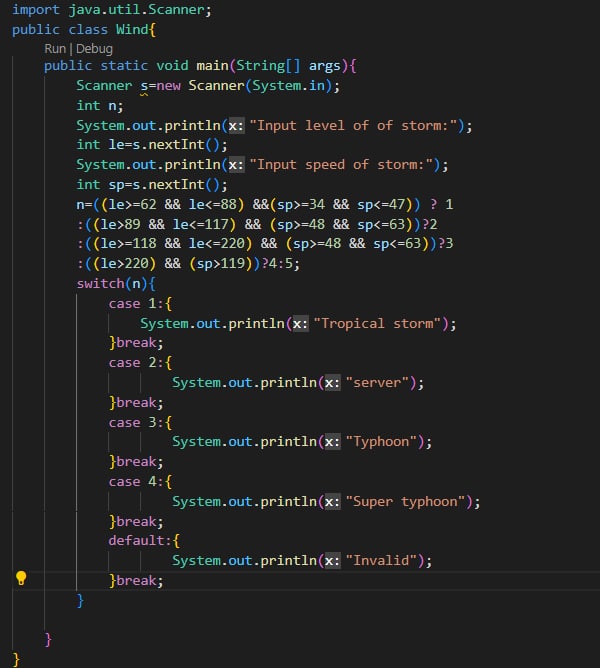 import java.util.Scanner;
public class Wind{
Run | Debug
public static void main(String[] args){
Scanner s=new Scanner(System.in);
int n;
System.out.println(x: "Input level of of storm:");
int le=s.nextInt();
System.out.println(x: "Input speed of storm:");
int sp=s.nextInt();
n=((le>=62 && le<=88) &&(sp>=34 && sp<=47)) ? 1
:((le>89 && le<=117) && (sp>=48 && sp<=63))?2
:((le>=118 && le<=220) && (sp>=48 && sp<=63))?3
:((le>220) && (sp>119))?4:5;
switch(n){
case 1:{
System.out.println(x: "Tropical storm");
}break;
case 2:{
System.out.println(x: "server");
}break;
case 3:{
System.out.println(x: "Typhoon");
}break;
case 4:{
System.out.println(x: "Super typhoon");
}break;
default:{
System.out.println(x: "Invalid");
}break;
}
}
}